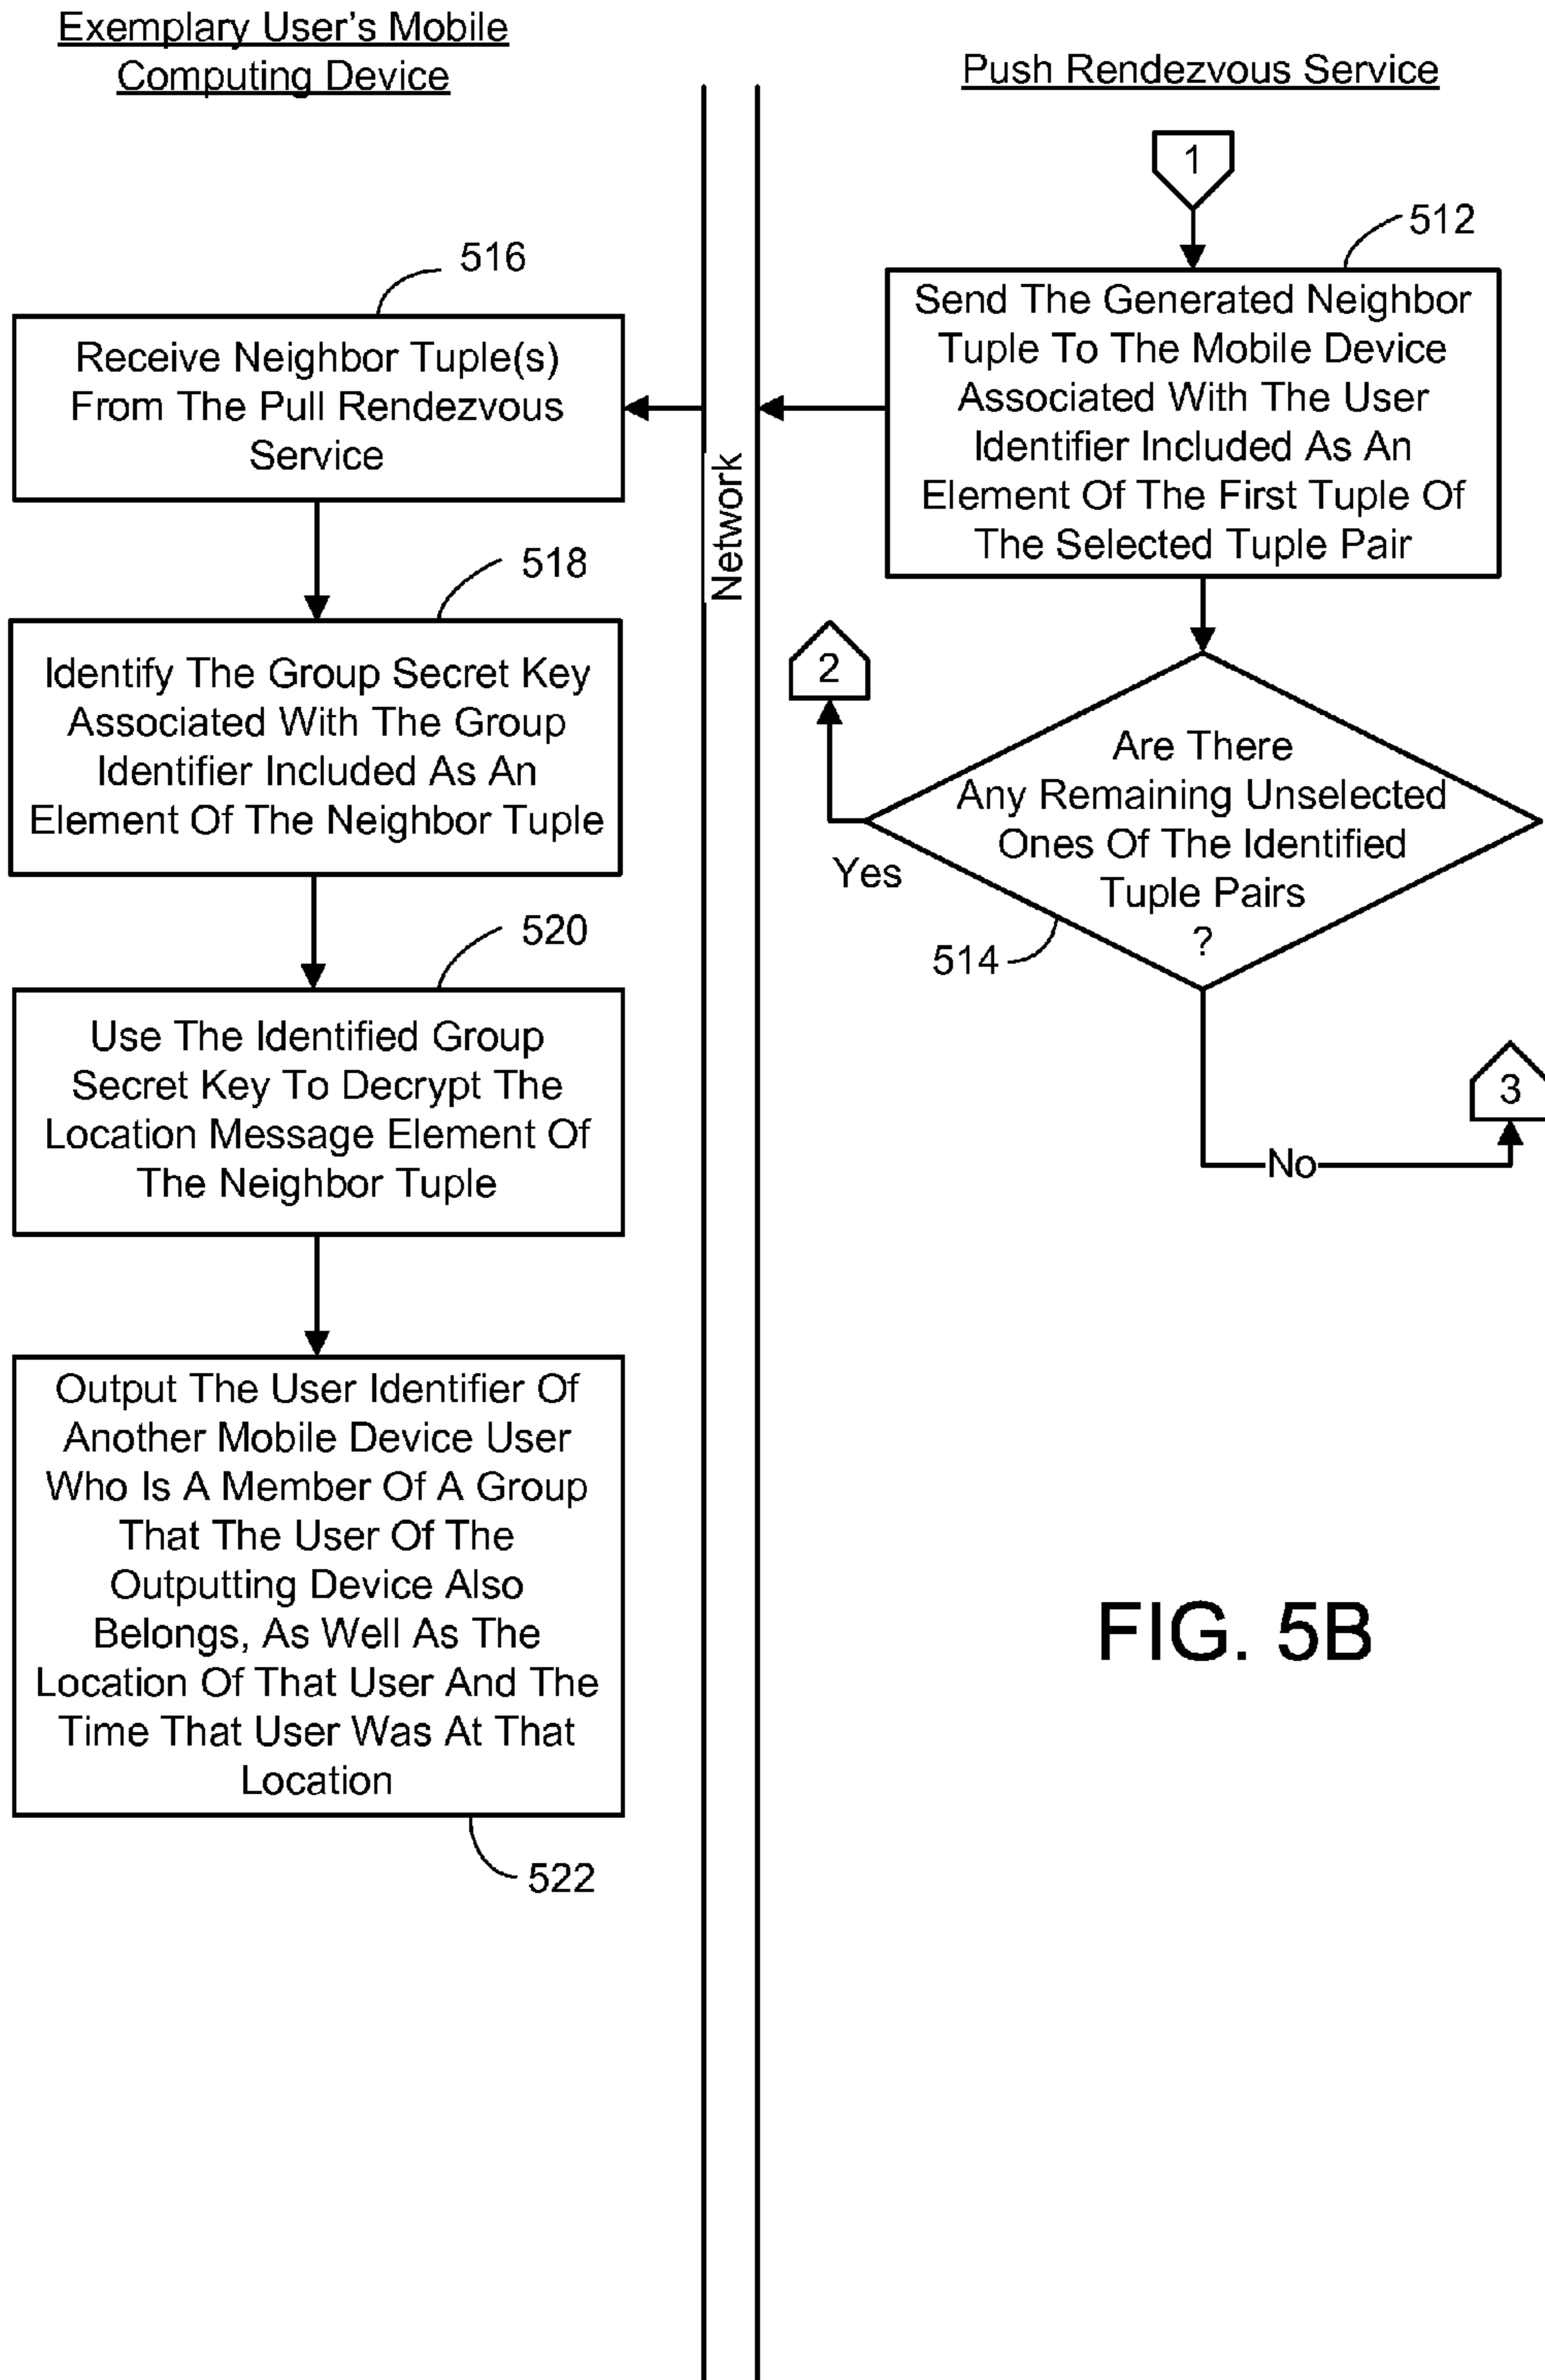 Exemplary User's Mobile
Computing Device
Push Rendezvous Service
1
512
Send The Generated Neighbor
Tuple To The Mobile Device
Associated With The User
Identifier Included As An
Element Of The First Tuple Of
The Selected Tuple Pair
516
Receive Neighbor Tuple(s)
From The Pull Rendezvous
Service
Network
518
Identify The Group Secret Key
Associated With The Group
Identifier Included As An
Element Of The Neighbor Tuple
2
Are There
Any Remaining Unselected
Ones Of The Identified
Tuple Pairs
?
Yes
514
No
3
520
Use The Identified Group
Secret Key To Decrypt The
Location Message Element Of
The Neighbor Tuple
Output The User Identifier Of
Another Mobile Device User
Who Is A Member Of A Group
That The User Of The
Outputting Device Also
Belongs, As Well As The
Location Of That User And The
Time That User Was At That
Location
522
FIG. 5B